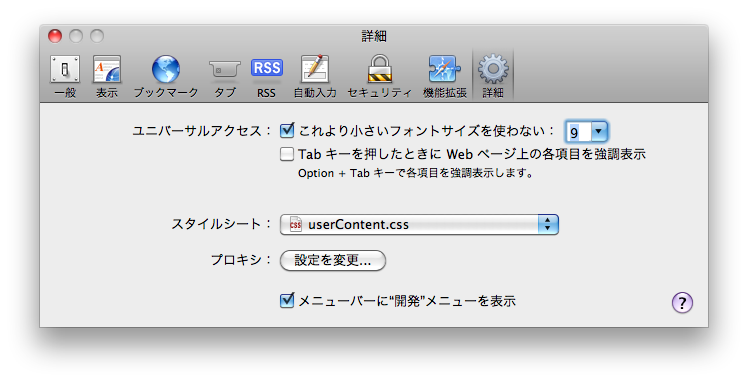 詳細
RSS
一般 表示 ブックマーク タブ RSS 自動入力 セキュリティ 機能拡張 詳細
ユニバーサルアクセス： これより小さいフォントサイズを使わない： 9
Tab キーを押したときに Web ページ上の各項目を強調表示
Option + Tab キーで各項目を強調表示します。
スタイルシート： CSS userContent.css
プロキシ： 設定を変更...
メニューバーに“開発”メニューを表示 ?